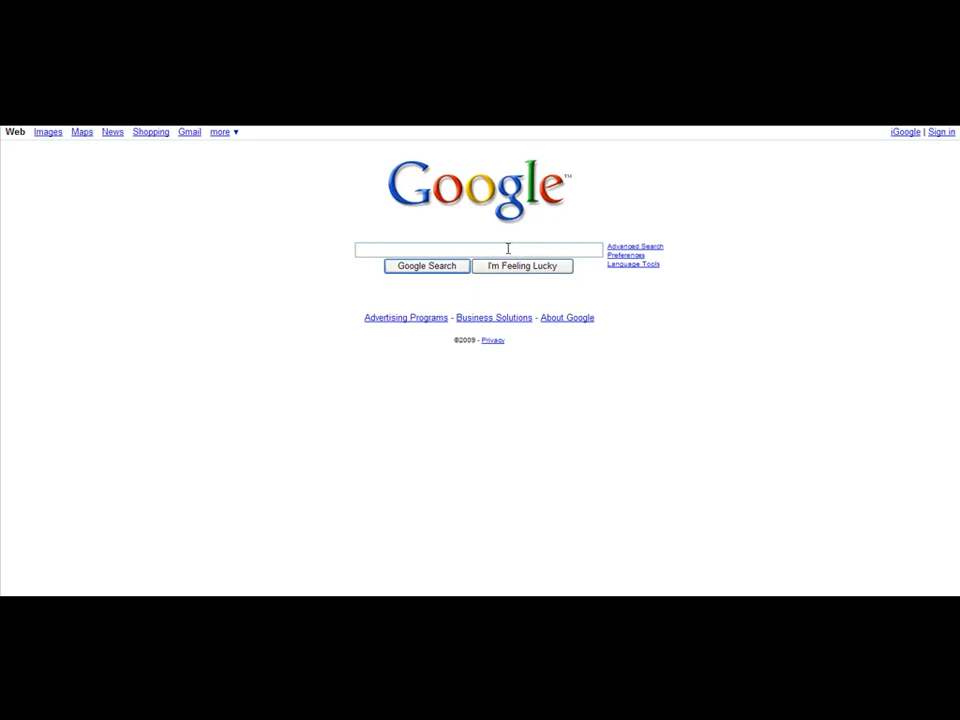 Web Images Maps News Shopping Gmail more ▼ iGoogle | Sign in
Google™
Advanced Search
Preferences
Language Tools
Google Search I'm Feeling Lucky
Advertising Programs - Business Solutions - About Google
©2009 - Privacy